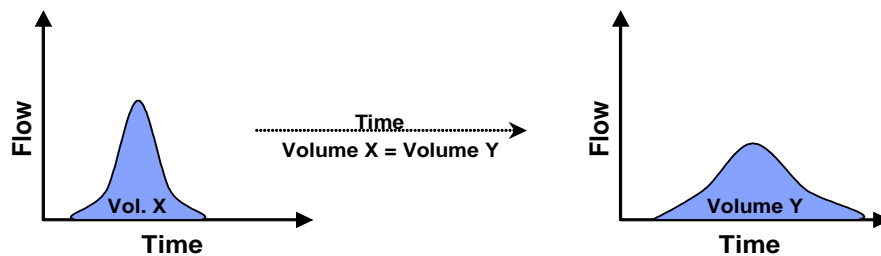 Flow
Vol. X
Time
Time
Volume X = Volume Y
Flow
Volume Y
Time